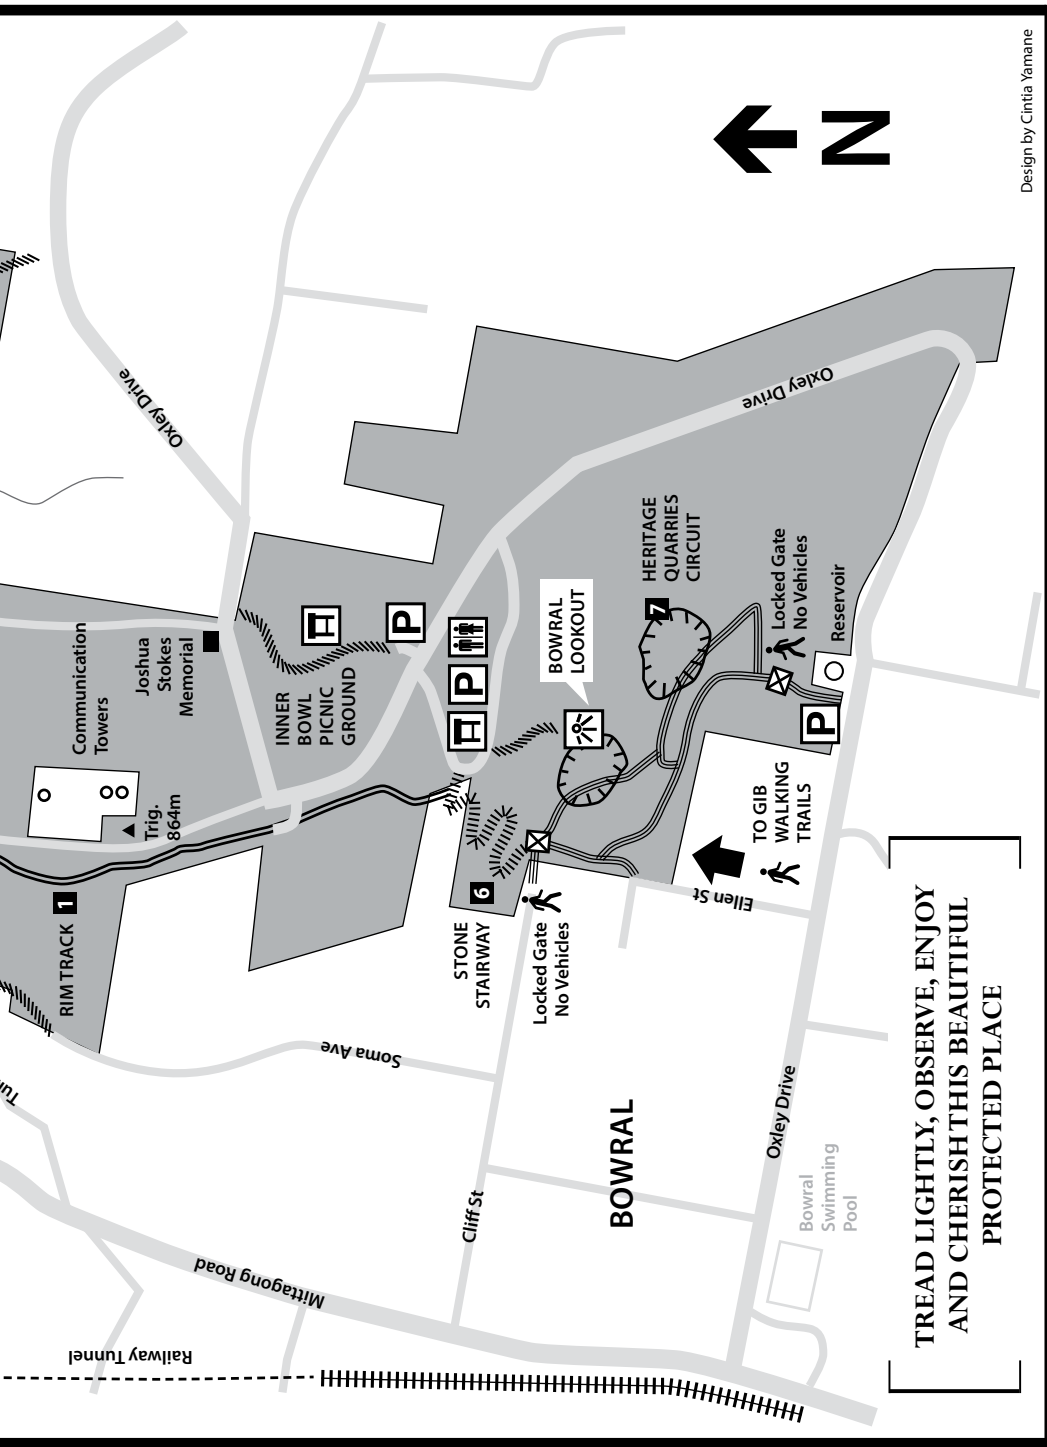 Design by Cintia Yamane
N
Oxley Drive
Communication
Towers
Joshua
Stokes
Memorial
Trig.
864m
1
RIM TRACK
INNER
BOWL
PICNIC
GROUND
P
P
BOWRAL
LOOKOUT
Oxley Drive
HERITAGE
QUARRIES
CIRCUIT
7
Locked Gate
No Vehicles
Reservoir
P
6
STONE
STAIRWAY
Locked Gate
No Vehicles
TO GIB
WALKING
TRAILS
Ellen St
Soma Ave
Cliff St
BOWRAL
Oxley Drive
Bowral
Swimming
Pool
Mittagong Road
Railway Tunnel
TREAD LIGHTLY, OBSERVE, ENJOY
AND CHERISH THIS BEAUTIFUL
PROTECTED PLACE